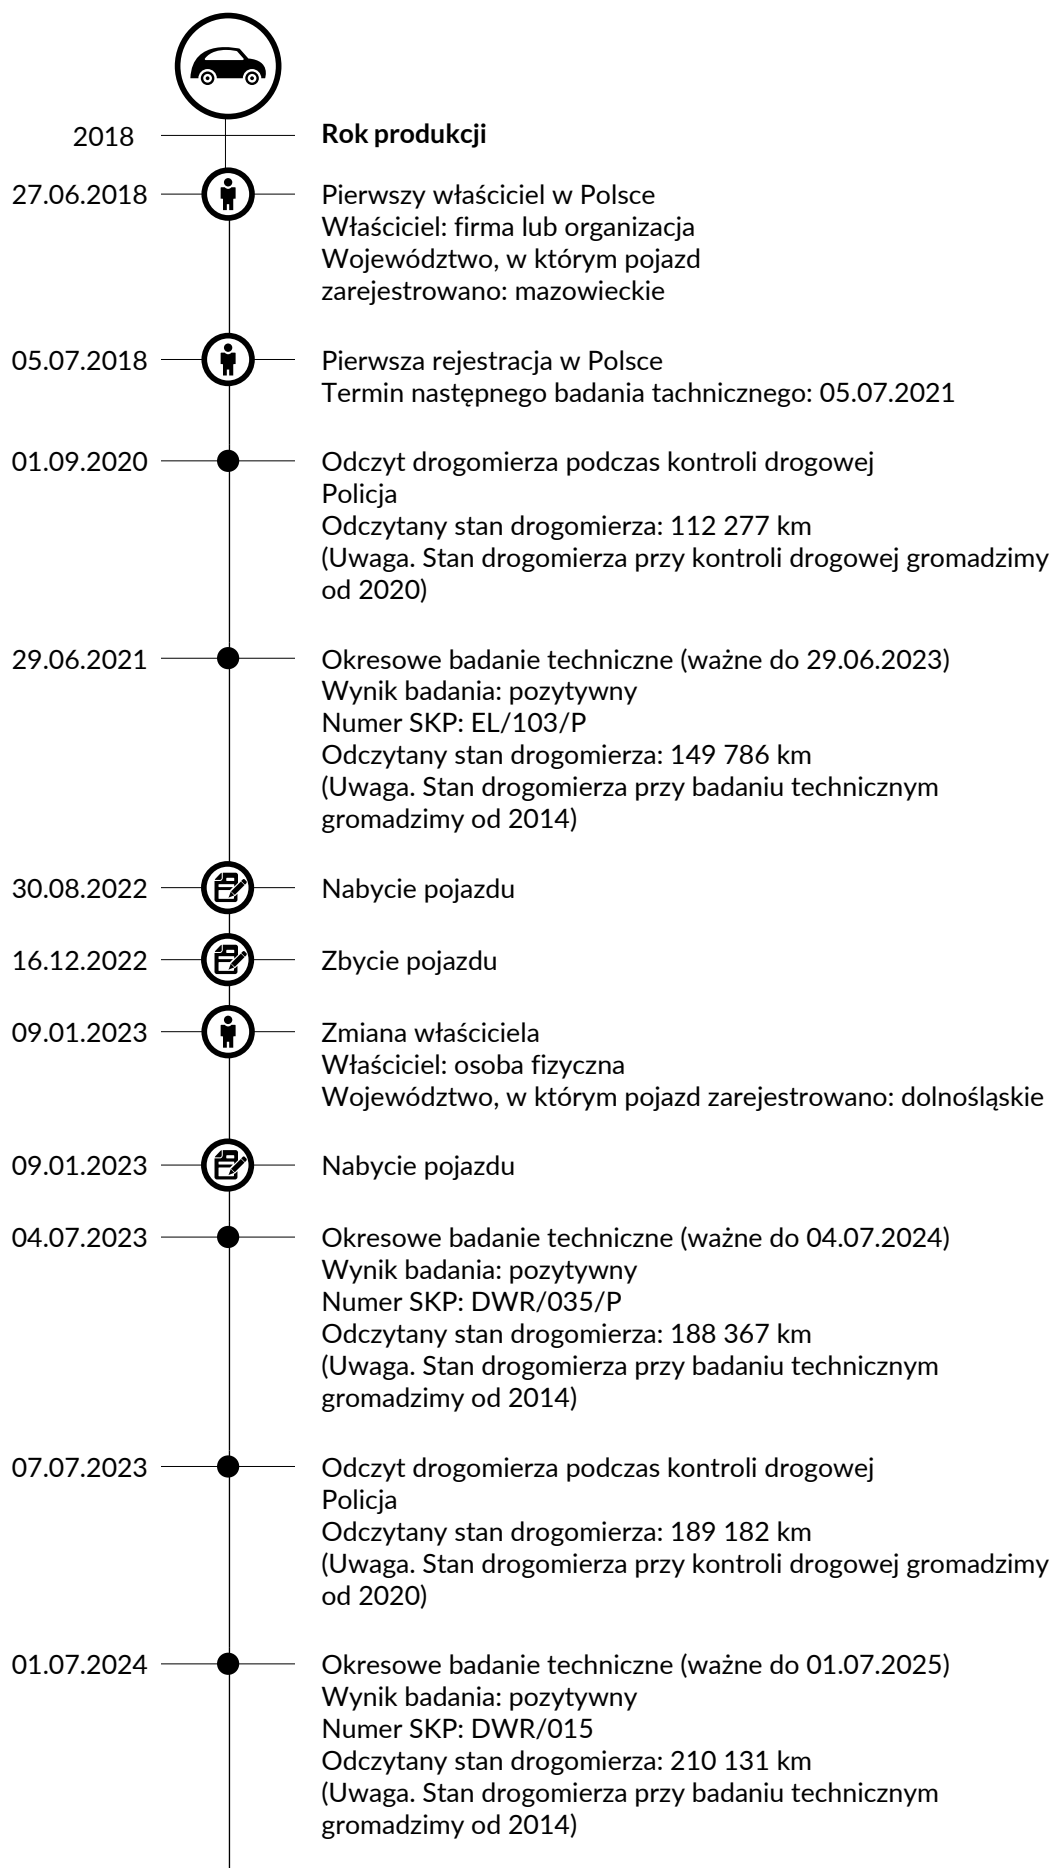 2018 Rok produkcji
27.06.2018 Pierwszy właściciel w Polsce
Właściciel: firma lub organizacja
Województwo, w którym pojazd
zarejestrowano: mazowieckie
05.07.2018 Pierwsza rejestracja w Polsce
Termin następnego badania tachnicznego: 05.07.2021
01.09.2020 Odczyt drogomierza podczas kontroli drogowej
Policja
Odczytany stan drogomierza: 112 277 km
(Uwaga. Stan drogomierza przy kontroli drogowej gromadzimy
od 2020)
29.06.2021 Okresowe badanie techniczne (ważne do 29.06.2023)
Wynik badania: pozytywny
Numer SKP: EL/103/P
Odczytany stan drogomierza: 149 786 km
(Uwaga. Stan drogomierza przy badaniu technicznym
gromadzimy od 2014)
30.08.2022 Nabycie pojazdu
16.12.2022 Zbycie pojazdu
09.01.2023 Zmiana właściciela
Właściciel: osoba fizyczna
Województwo, w którym pojazd zarejestrowano: dolnośląskie
09.01.2023 Nabycie pojazdu
04.07.2023 Okresowe badanie techniczne (ważne do 04.07.2024)
Wynik badania: pozytywny
Numer SKP: DWR/035/P
Odczytany stan drogomierza: 188 367 km
(Uwaga. Stan drogomierza przy badaniu technicznym
gromadzimy od 2014)
07.07.2023 Odczyt drogomierza podczas kontroli drogowej
Policja
Odczytany stan drogomierza: 189 182 km
(Uwaga. Stan drogomierza przy kontroli drogowej gromadzimy
od 2020)
01.07.2024 Okresowe badanie techniczne (ważne do 01.07.2025)
Wynik badania: pozytywny
Numer SKP: DWR/015
Odczytany stan drogomierza: 210 131 km
(Uwaga. Stan drogomierza przy badaniu technicznym
gromadzimy od 2014)